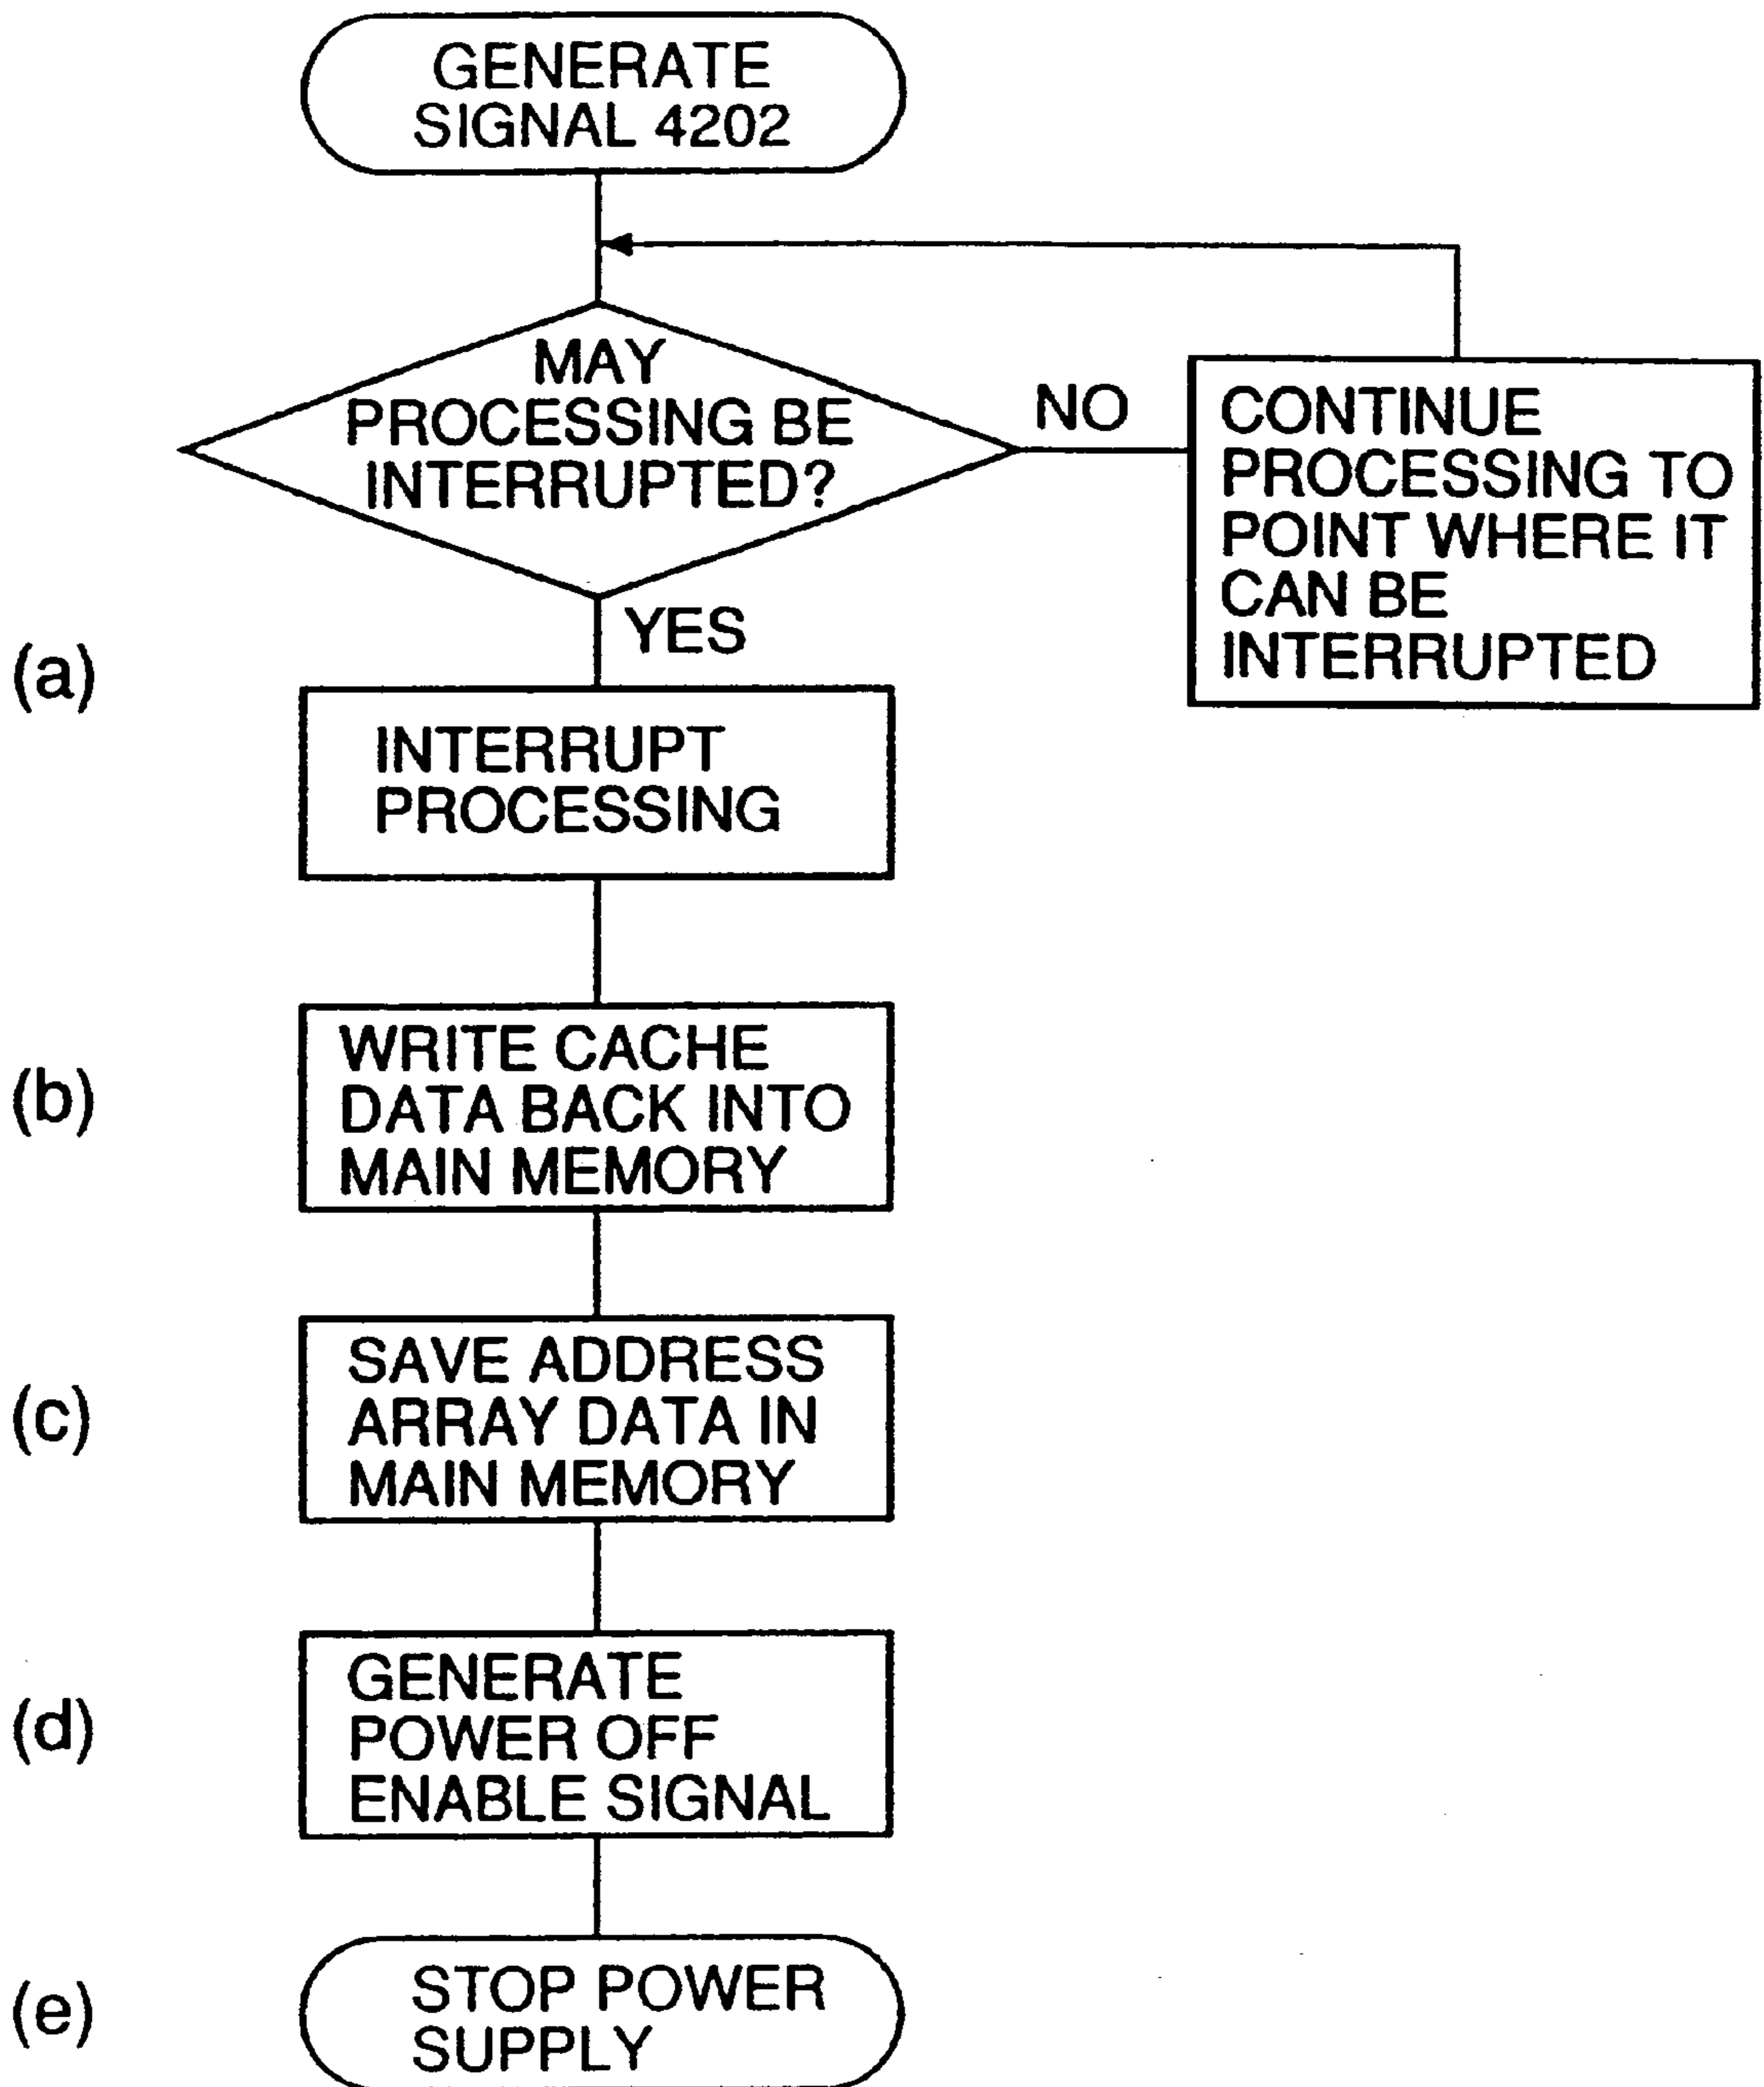 GENERATE
SIGNAL 4202
MAY
PROCESSING BE
INTERRUPTED?
NO
CONTINUE
PROCESSING TO
POINT WHERE IT
CAN BE
INTERRUPTED
YES
(a)
INTERRUPT
PROCESSING
(b)
WRITE CACHE
DATA BACK INTO
MAIN MEMORY
(c)
SAVE ADDRESS
ARRAY DATA IN
MAIN MEMORY
(d)
GENERATE
POWER OFF
ENABLE SIGNAL
(e)
STOP POWER
SUPPLY